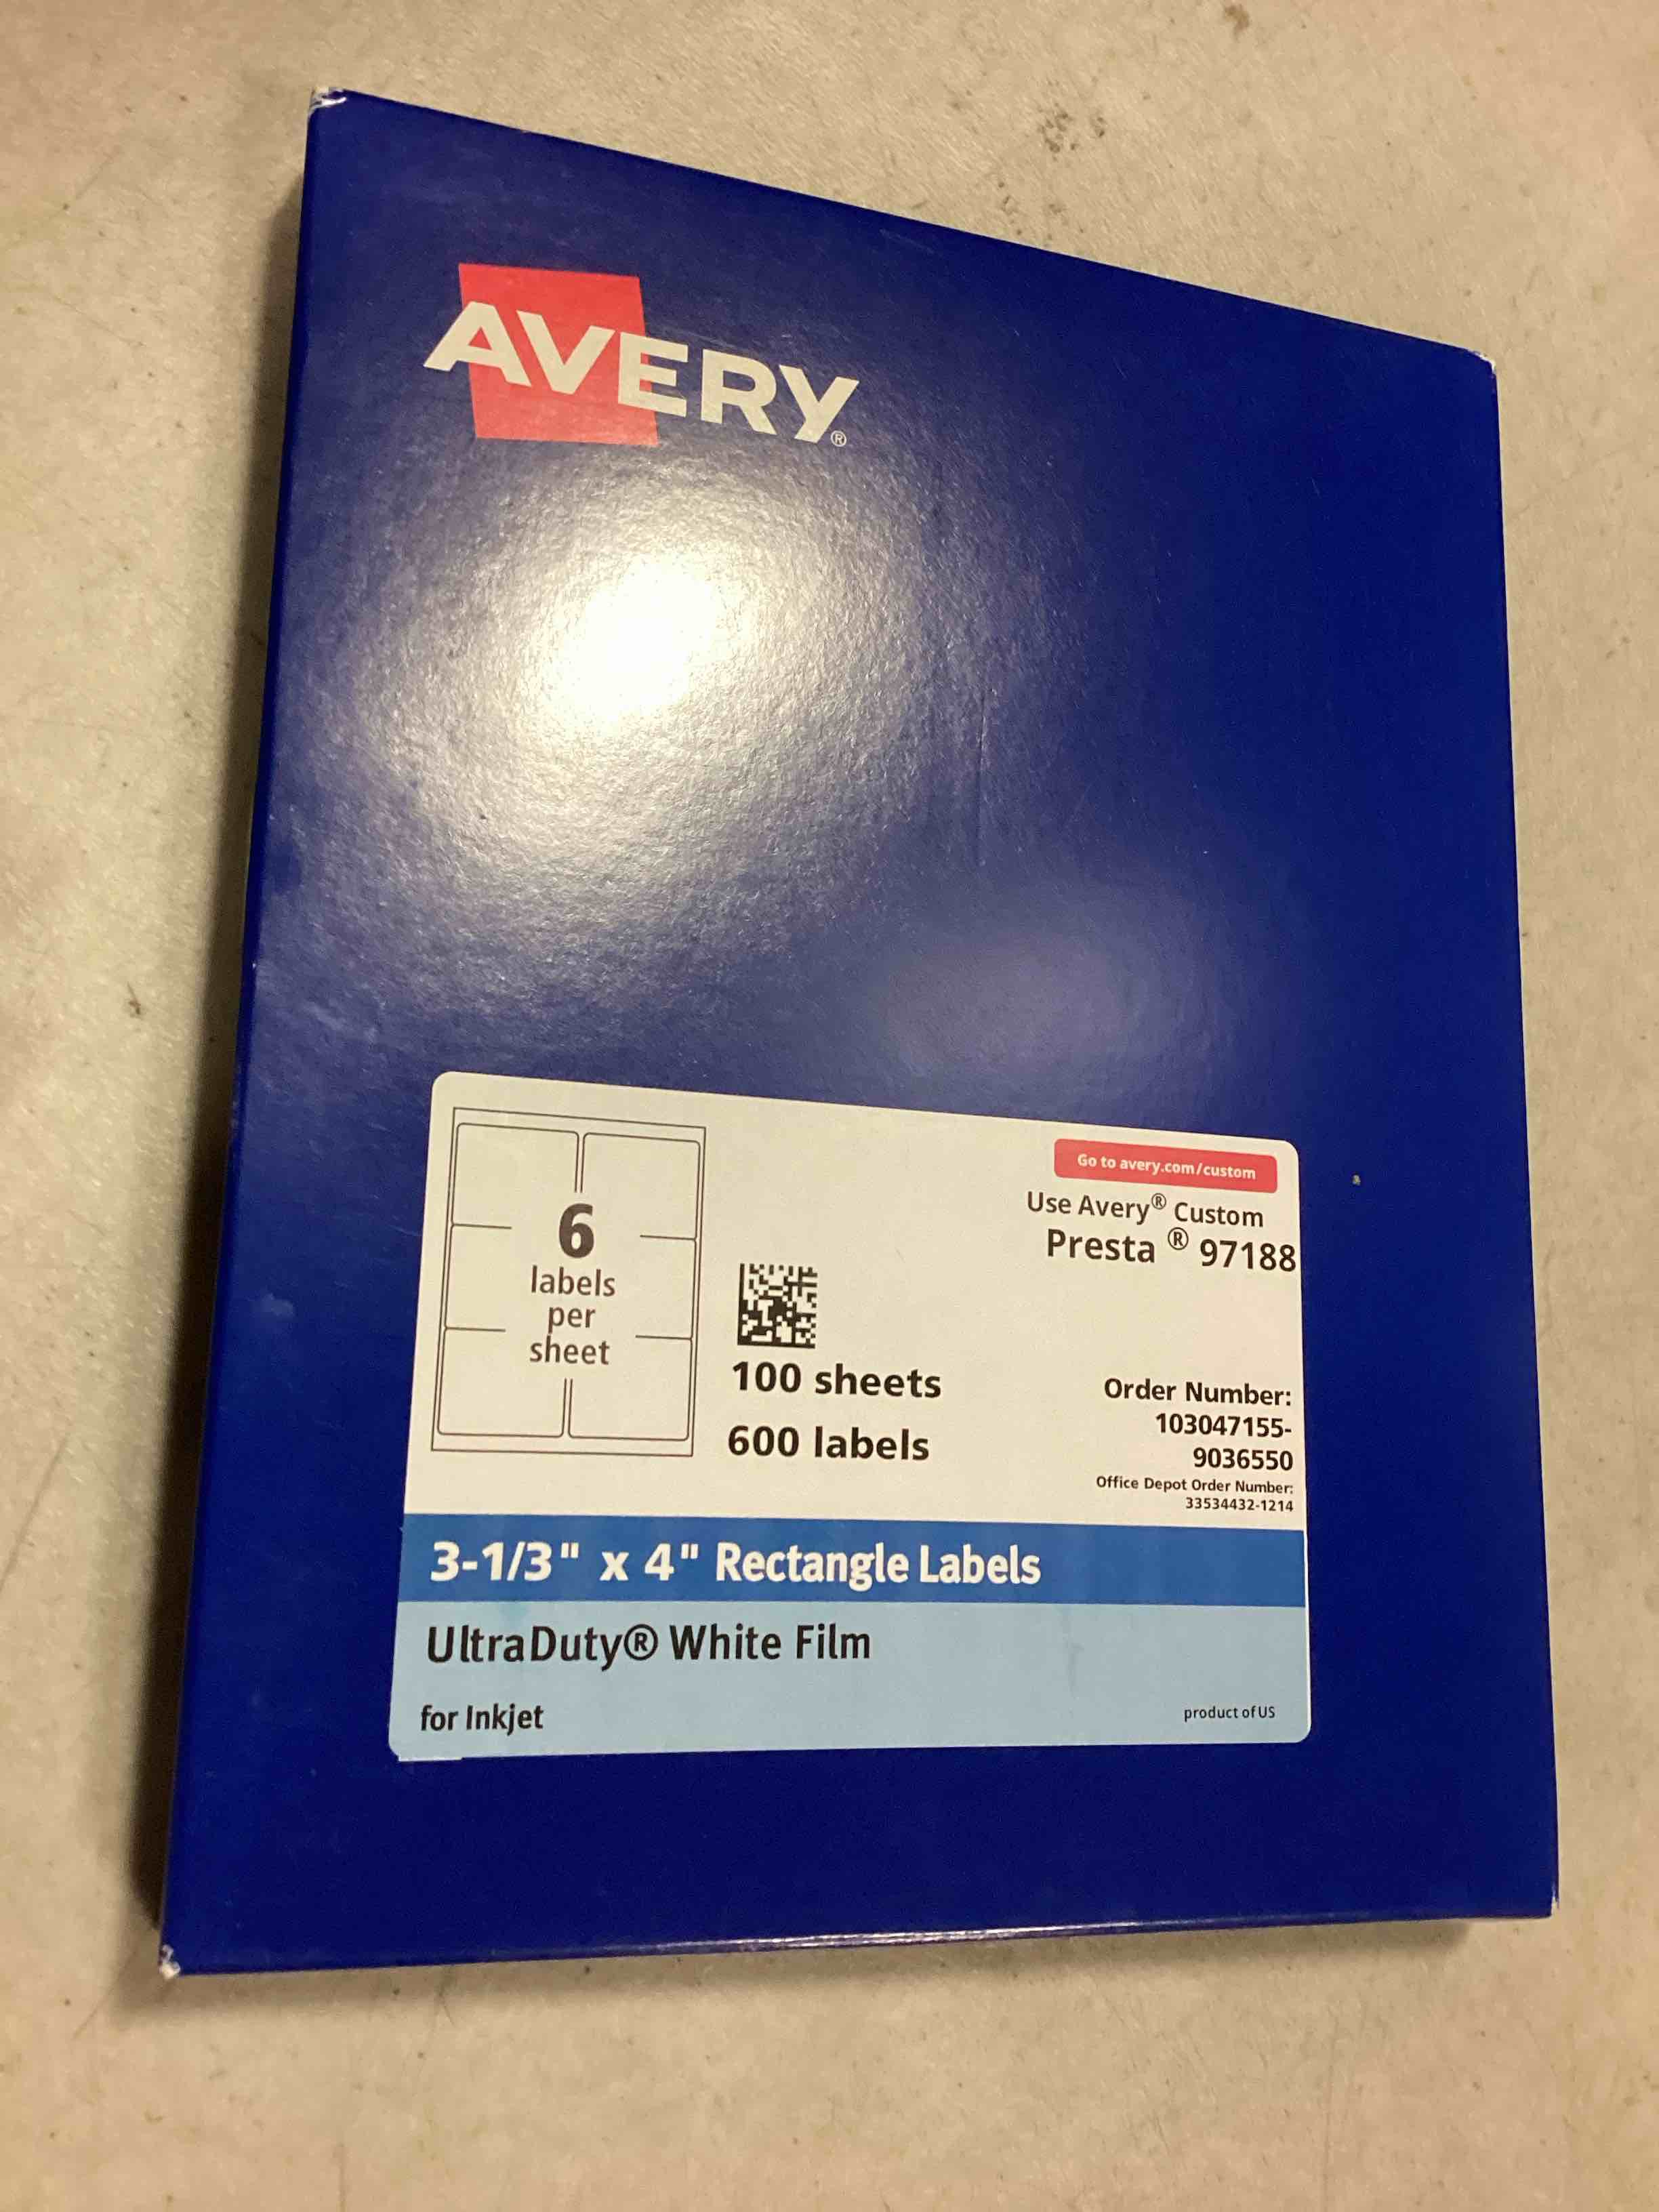 AVERY®
6
labels
per
sheet
100 sheets
600 labels
Go to avery.com/custom
Use Avery® Custom
Presta ® 97188
Order Number:
103047155-
9036550
Office Depot Order Number:
33534432-1214
3-1/3" x 4" Rectangle Labels
UltraDuty® White Film
for Inkjet
product of US